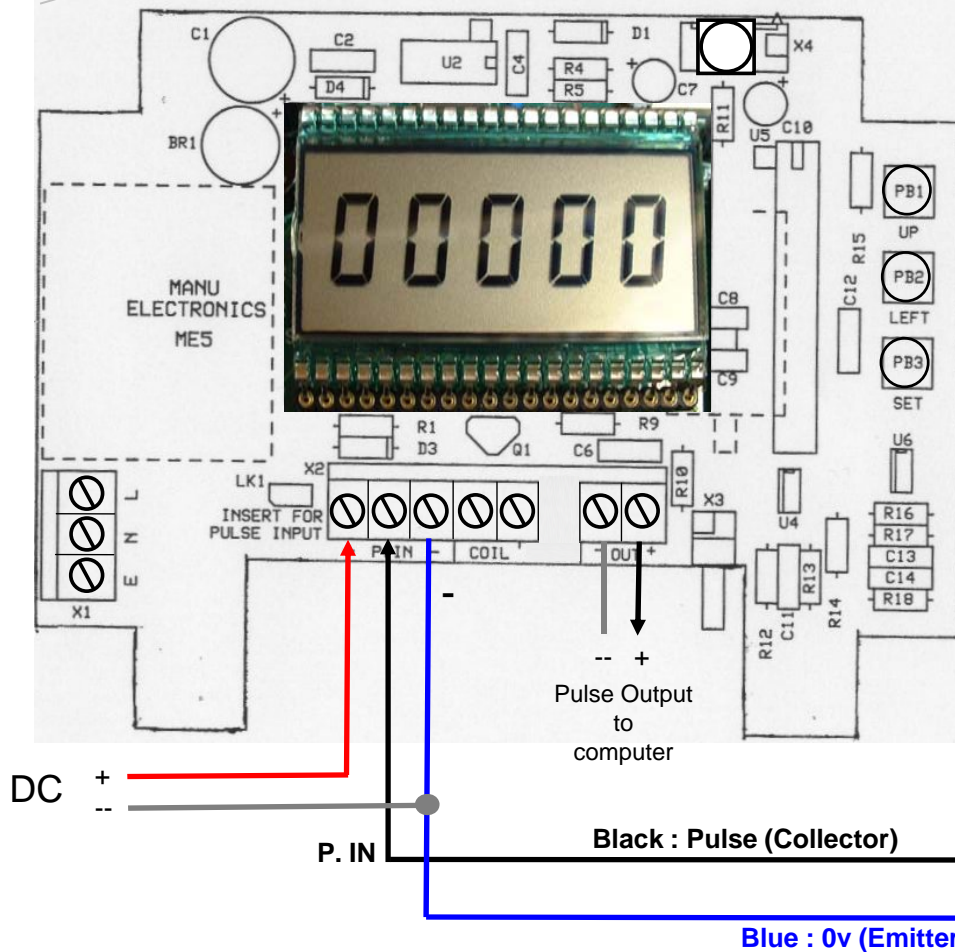 C1
C2
U2
C4
D1
X4
D4
R4
R5
C7
R11
U5
C10
BR1
00000
PB1
UP
R15
PB2
LEFT
MANU
ELECTRONICS
ME5
C8
C12
C9
PB3
SET
R1
D3
Q1
R9
C6
U6
X2
LK1
INSERT FOR
PULSE INPUT
R10
X3
U4
L
N
E
X1
P.IN -
COIL
- OUT +
R16
R17
C13
C14
R18
R12
C11
R13
R14
-
-- +
Pulse Output
to
computer
DC
+
--
P. IN
Black : Pulse (Collector)
Blue : 0v (Emitter